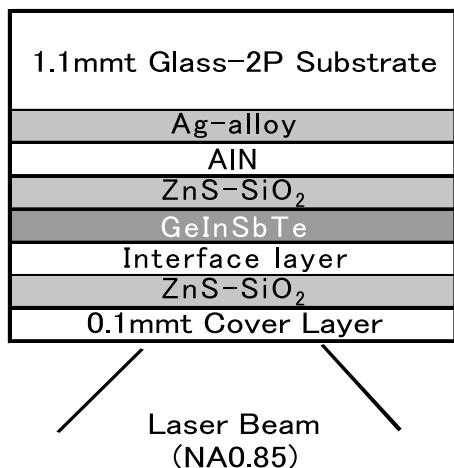 1.1mmt Glass-2P Substrate
Ag-alloy
AlN
ZnS-SiO₂
GeInSbTe
Interface layer
ZnS-SiO₂
0.1mmt Cover Layer
Laser Beam
(NA0.85)